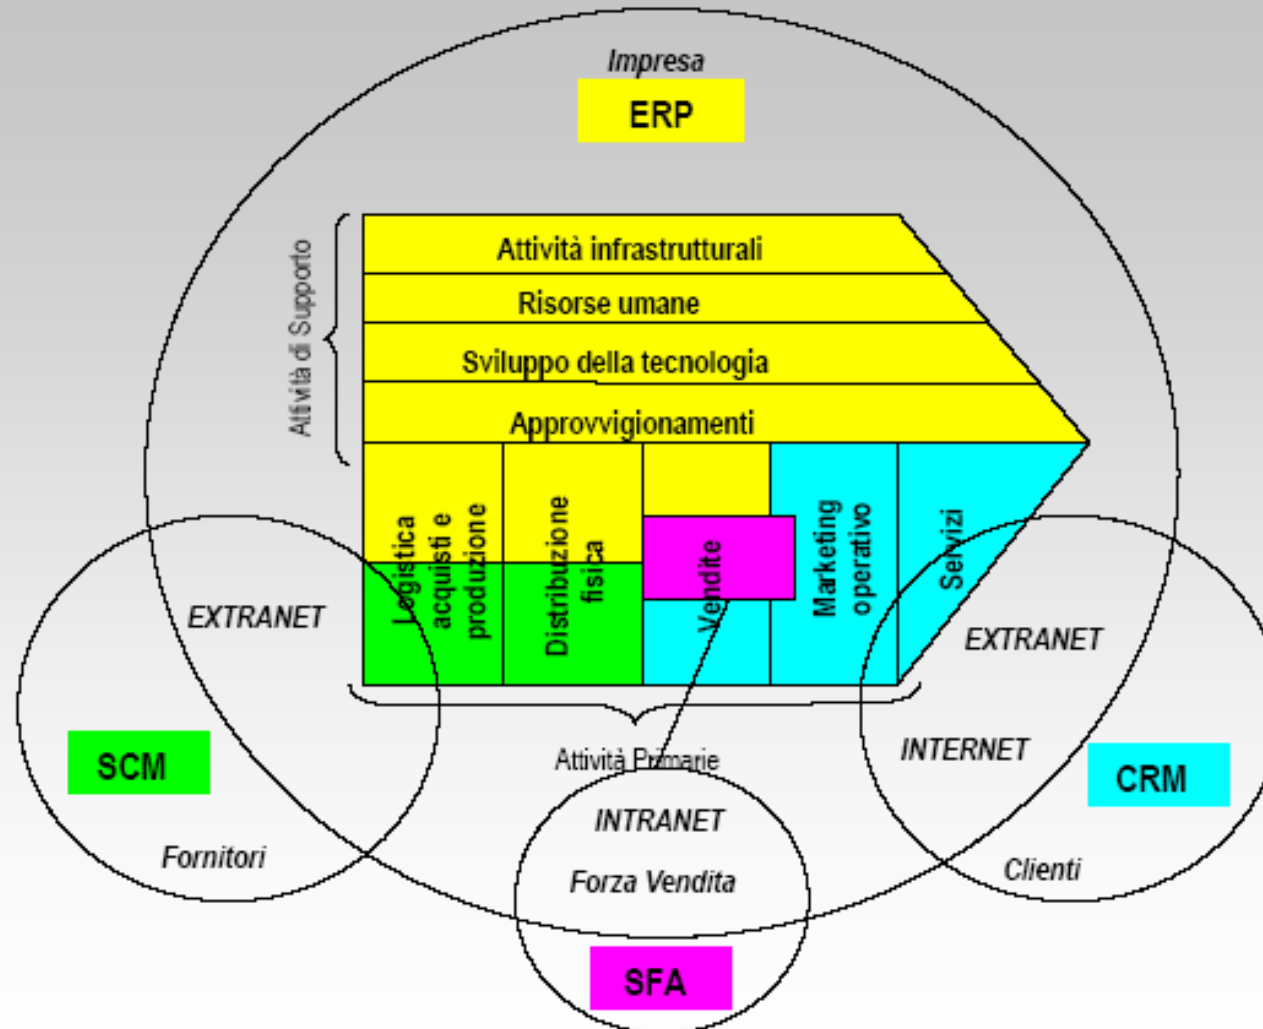 Impresa
ERP
Attività di Supporto
Attività infrastrutturali
Risorse umane
Sviluppo della tecnologia
Approvvigionamenti
Logistica
acquisti e
produzione
Distribuzione
fisica
Vendite
Marketing
operativo
Servizi
EXTRANET
SCM
Fornitori
Attività Primarie
INTRANET
Forza Vendita
SFA
EXTRANET
INTERNET
CRM
Clienti